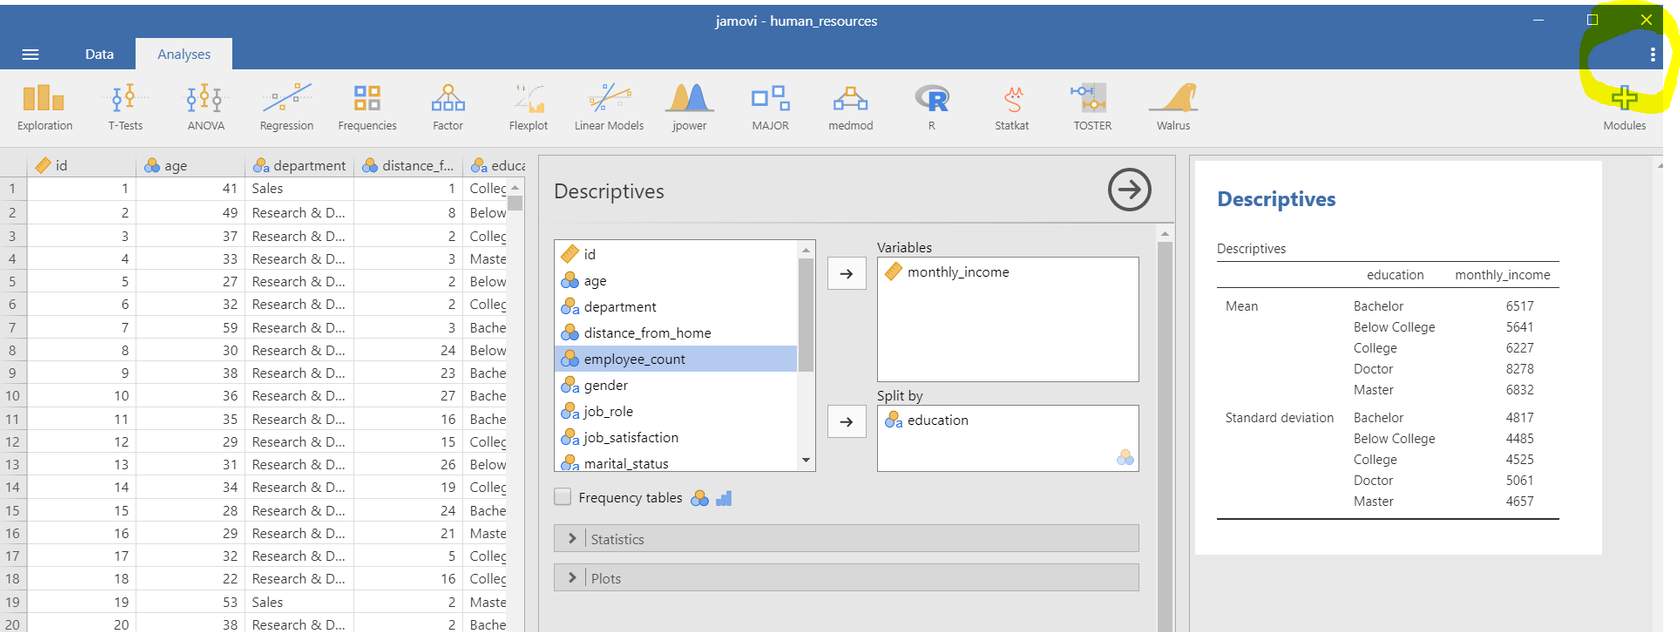 jamovi - human_resources
Data Analyses
Exploration T-Tests ANOVA Regression Frequencies Factor Flexplot Linear Models jpower MAJOR medmod R Statkat TOSTER Walrus Modules
id age department distance_f... educa
1 1 41 Sales 1 Colleg
2 2 49 Research & D... 8 Below
3 3 37 Research & D... 2 Colleg
4 4 33 Research & D... 3 Maste
5 5 27 Research & D... 2 Below
6 6 32 Research & D... 2 Colleg
7 7 59 Research & D... 3 Bache
8 8 30 Research & D... 24 Below
9 9 38 Research & D... 23 Bache
10 10 36 Research & D... 27 Bache
11 11 35 Research & D... 16 Bache
12 12 29 Research & D... 15 Colleg
13 13 31 Research & D... 26 Below
14 14 34 Research & D... 19 Colleg
15 15 28 Research & D... 24 Bache
16 16 29 Research & D... 21 Maste
17 17 32 Research & D... 5 Colleg
18 18 22 Research & D... 16 Colleg
19 19 53 Sales 2 Maste
20 20 38 Research & D... 2 Bache
Descriptives
id
age
department
distance_from_home
employee_count
gender
job_role
job_satisfaction
marital_status
Variables
monthly_income
Split by
education
Frequency tables
Statistics
Plots
Descriptives
Descriptives
education monthly_income
Mean Bachelor 6517
Below College 5641
College 6227
Doctor 8278
Master 6832
Standard deviation Bachelor 4817
Below College 4485
College 4525
Doctor 5061
Master 4657